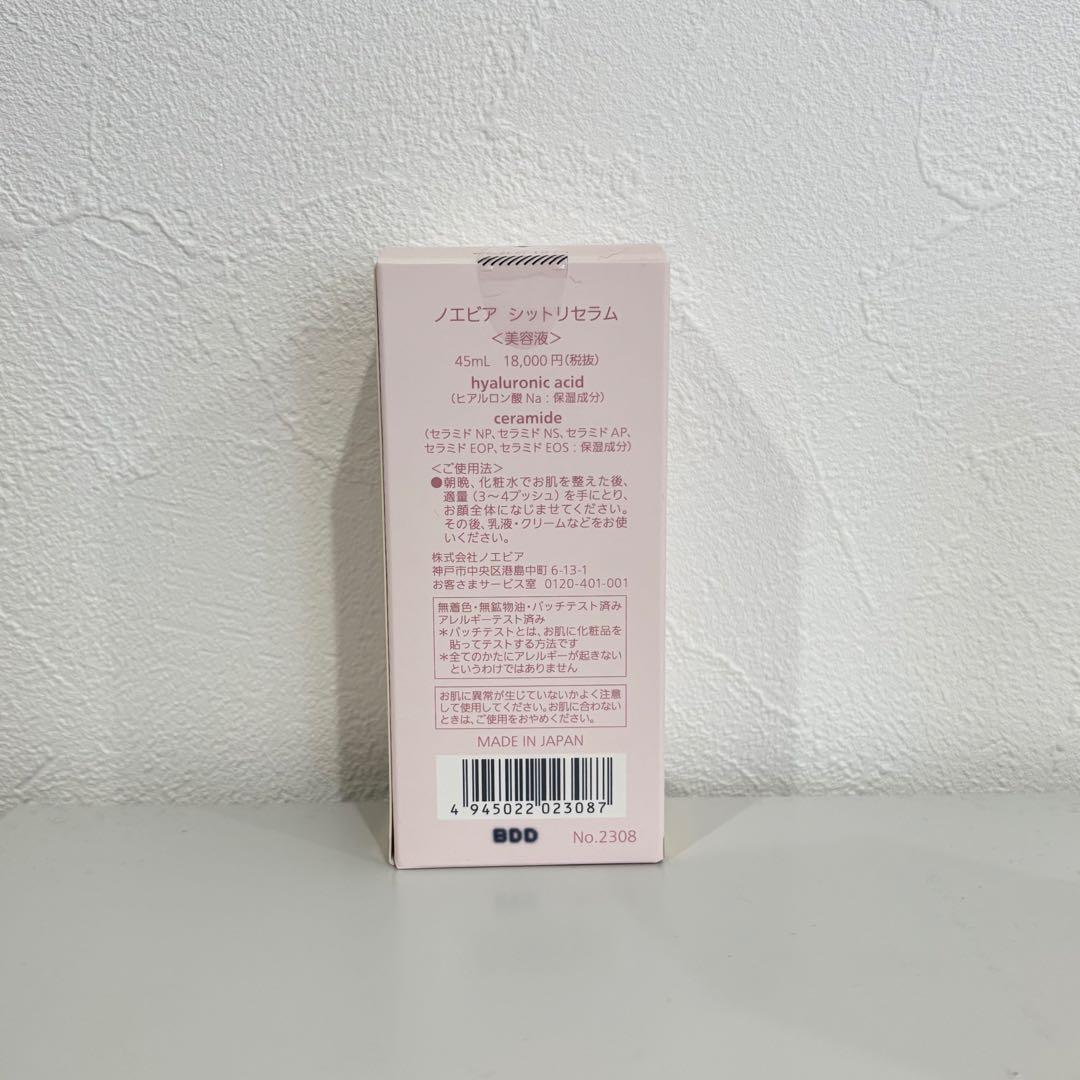 ノエビア シットリセラム
＜美容液＞
45mL 18,000円(税抜)
hyaluronic acid
(ヒアルロン酸Na：保湿成分)
ceramide
(セラミドNP、セラミドNS、セラミドAP、
セラミドEOP、セラミドEOS：保湿成分)
＜ご使用法＞
●朝晩、化粧水でお肌を整えた後、
適量(3〜4プッシュ)を手にとり、
お顔全体になじませてください。
その後、乳液・クリームなどをお使
いください。
株式会社ノエビア
神戸市中央区港島中町6-13-1
お客さまサービス室 0120-401-001
無着色・無鉱物油・パッチテスト済み
アレルギーテスト済み
＊パッチテストとは、お肌に化粧品を
貼ってテストする方法です
＊全てのかたにアレルギーが起きない
というわけではありません
お肌に異常が生じていないかよく注意
して使用してください。お肌に合わない
ときは、ご使用をおやめください。
MADE IN JAPAN
4 945022 023087
BDD No.2308